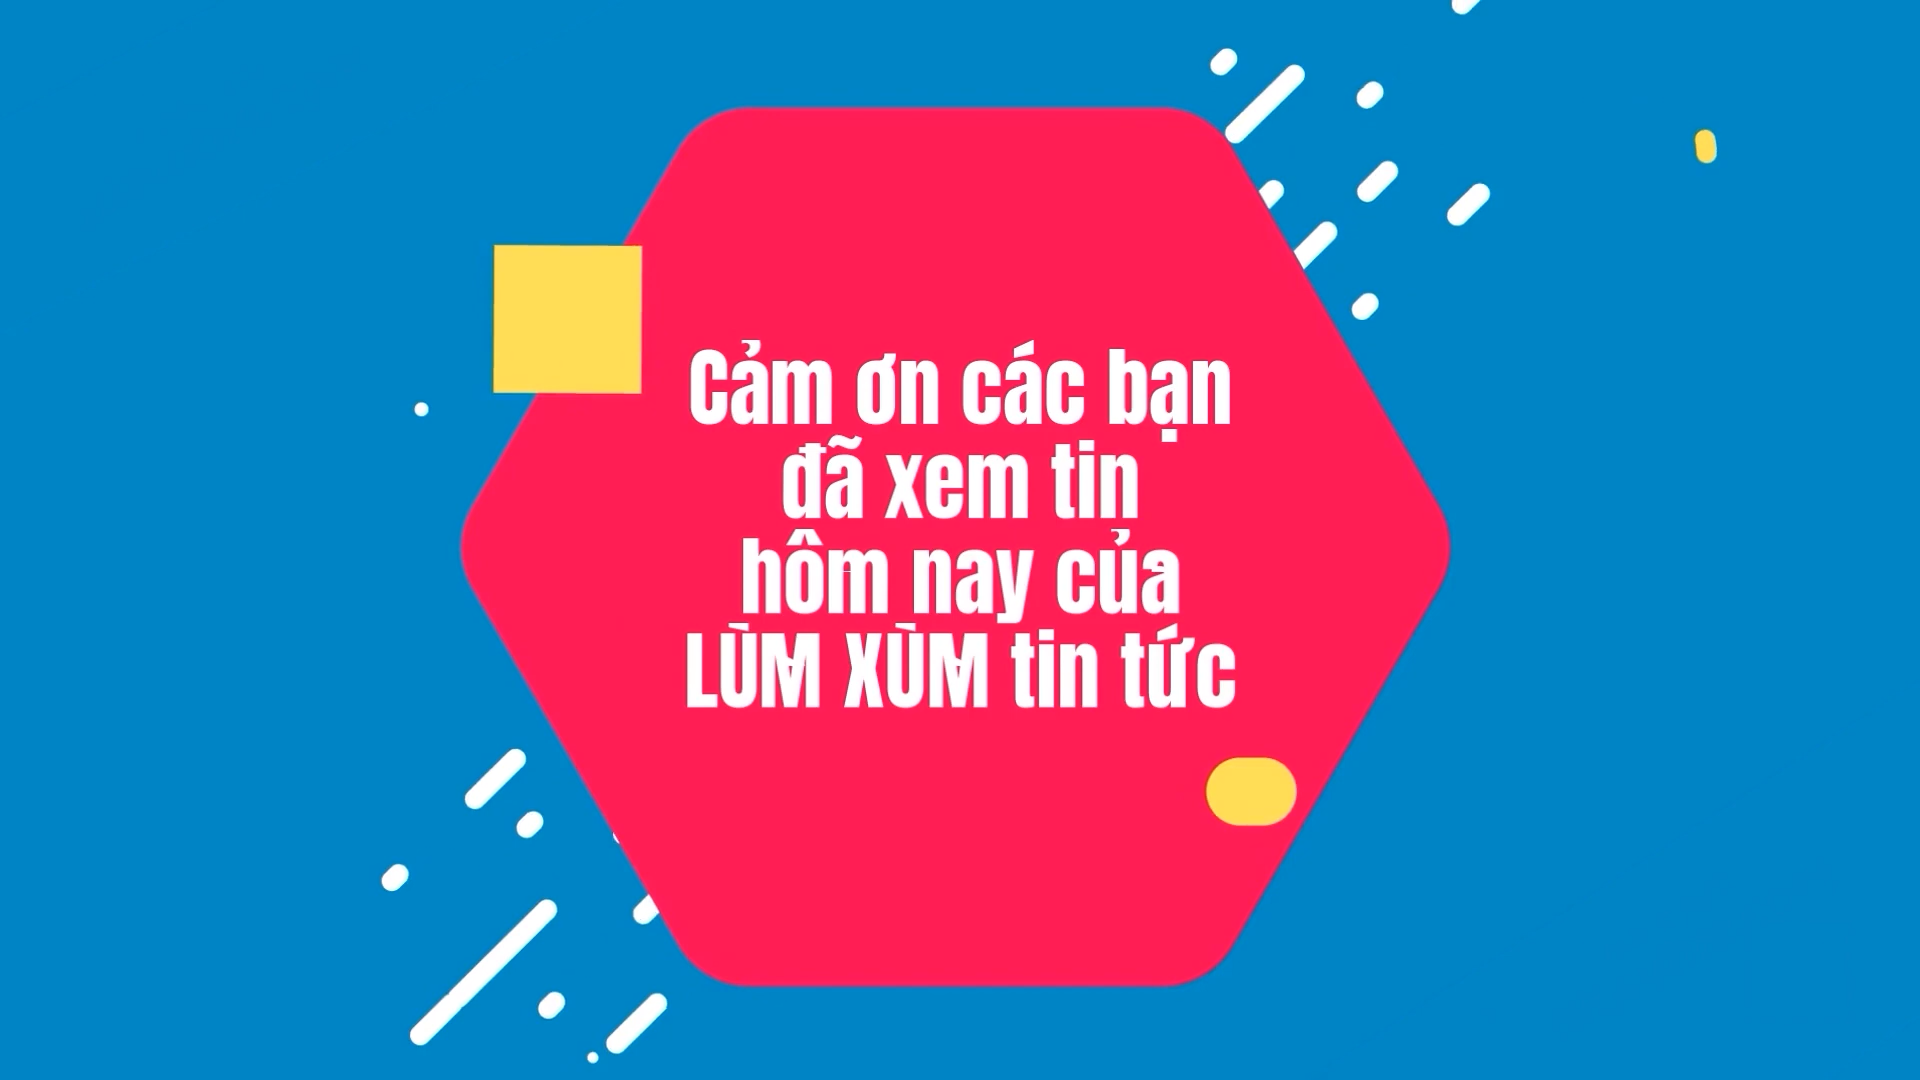 Cảm ơn các bạn
đã xem tin
hôm nay của
LÙM XÙM tin tức